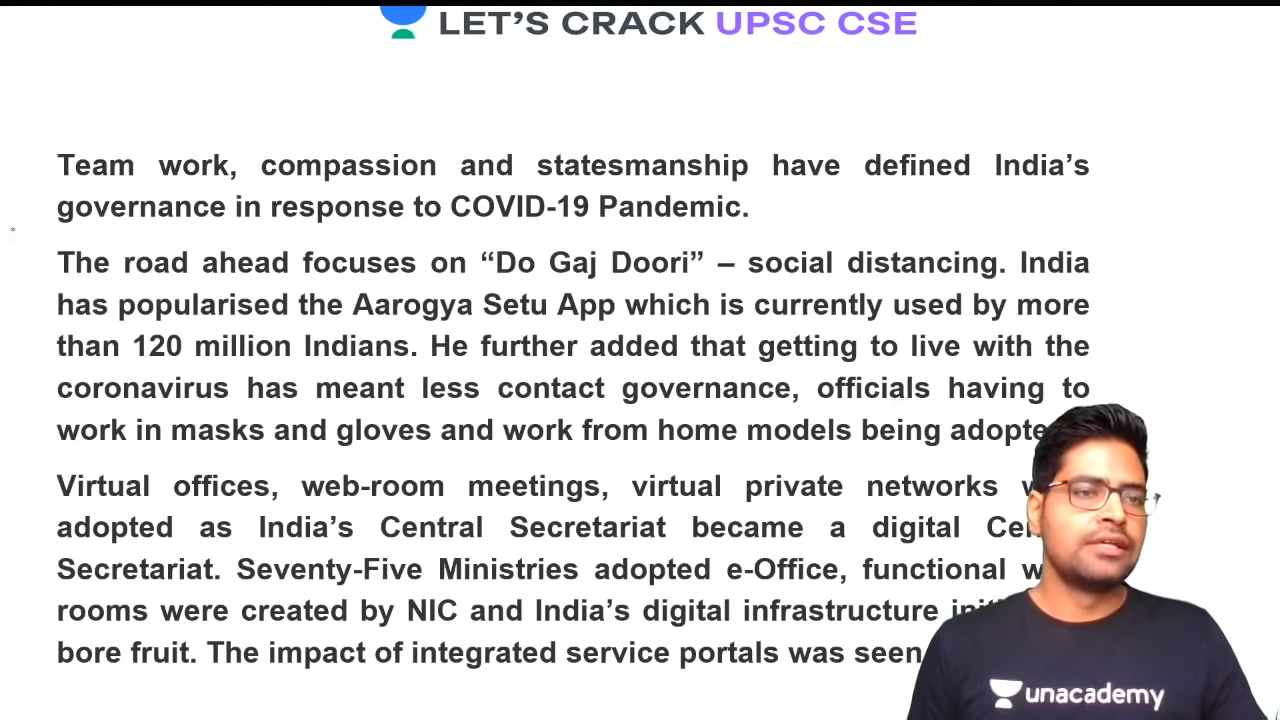 LET'S CRACK UPSC CSE
Team work, compassion and statesmanship have defined India's
governance in response to COVID-19 Pandemic.
The road ahead focuses on “Do Gaj Doori” – social distancing. India
has popularised the Aarogya Setu App which is currently used by more
than 120 million Indians. He further added that getting to live with the
coronavirus has meant less contact governance, officials having to
work in masks and gloves and work from home models being
Virtual offices, web-room meetings, virtual private networks
adopted as India's Central Secretariat became a digital
Secretariat. Seventy-Five Ministries adopted e-Office, functional
rooms were created by NIC and India's digital infrastructure
bore fruit. The impact of integrated service portals was seen
unacademy